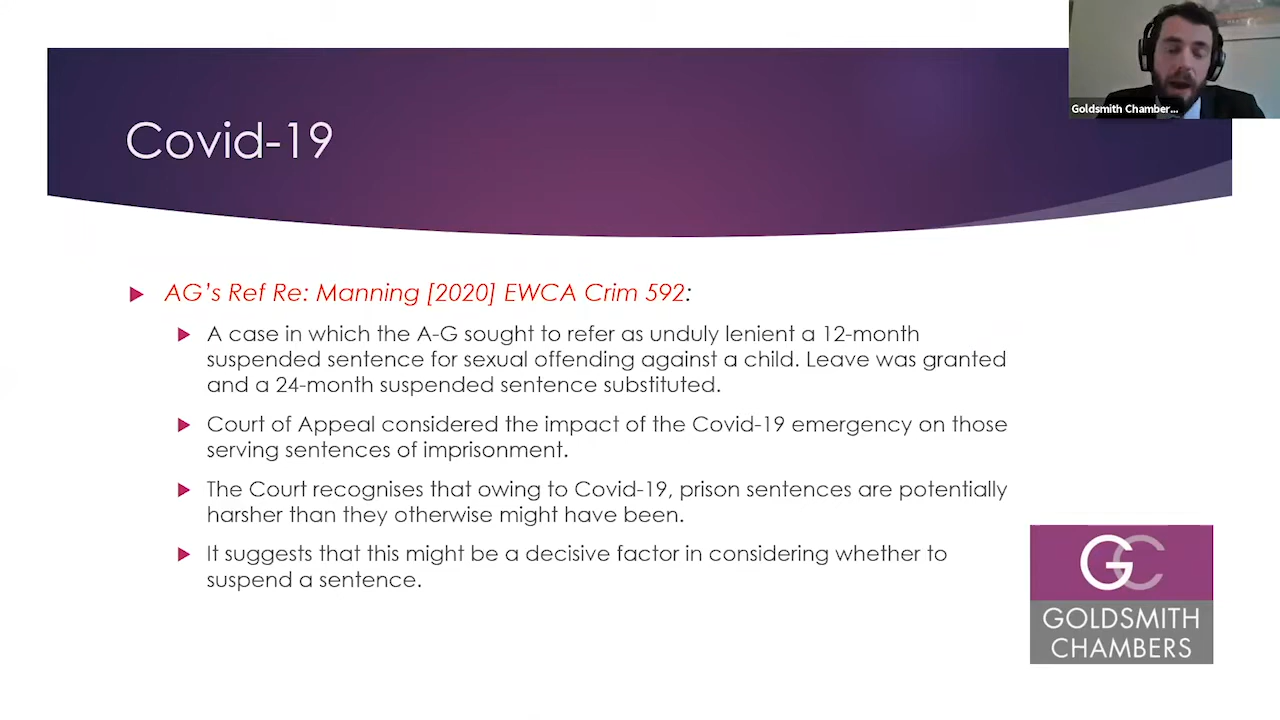 Goldsmith Chamber...
Covid-19
AG's Ref Re: Manning [2020] EWCA Crim 592:
A case in which the A-G sought to refer as unduly lenient a 12-month
suspended sentence for sexual offending against a child. Leave was granted
and a 24-month suspended sentence substituted.
Court of Appeal considered the impact of the Covid-19 emergency on those
serving sentences of imprisonment.
The Court recognises that owing to Covid-19, prison sentences are potentially
harsher than they otherwise might have been.
It suggests that this might be a decisive factor in considering whether to
suspend a sentence.
GC
GOLDSMITH
CHAMBERS